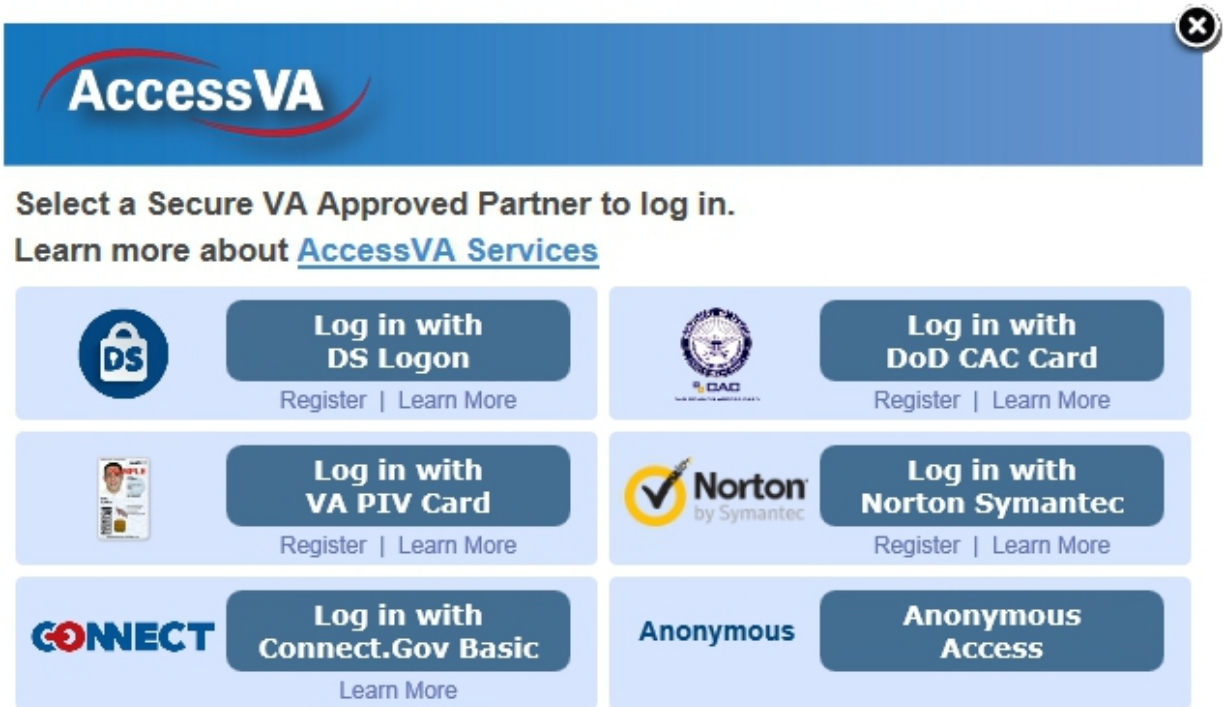 AccessVA
Select a Secure VA Approved Partner to log in.
Learn more about AccessVA Services
DS
Log in with
DS Logon
Register | Learn More
CAC
Log in with
DoD CAC Card
Register | Learn More
Log in with
VA PIV Card
Register | Learn More
Norton
by Symantec
Log in with
Norton Symantec
Register | Learn More
CONNECT
Log in with
Connect.Gov Basic
Learn More
Anonymous
Anonymous
Access